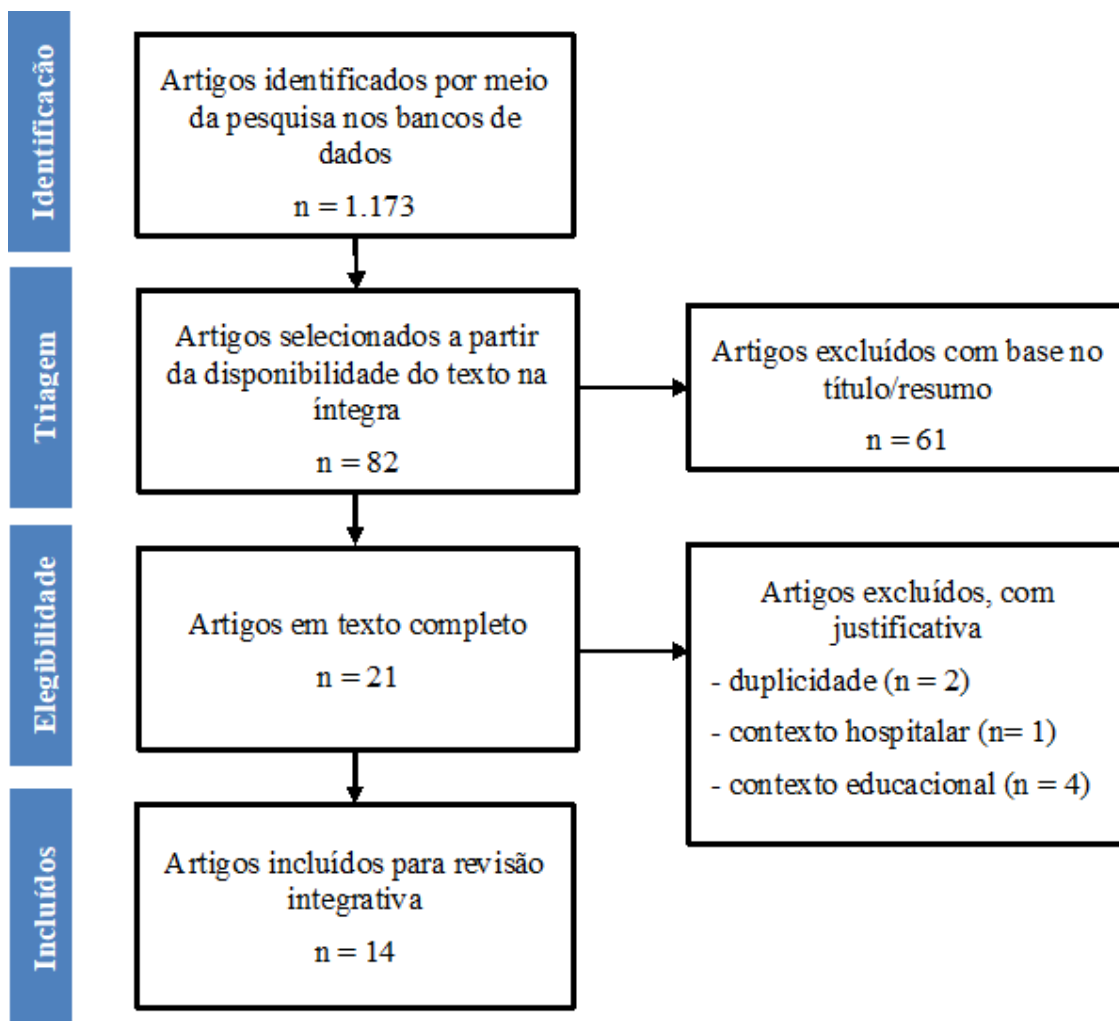 Identificação
Artigos identificados por meio
da pesquisa nos bancos de
dados
n = 1.173
Triagem
Artigos selecionados a partir
da disponibilidade do texto na
íntegra
n = 82
Artigos excluídos com base no
título/resumo
n = 61
Elegibilidade
Artigos em texto completo
n = 21
Artigos excluídos, com
justificativa
- duplicidade (n = 2)
- contexto hospitalar (n= 1)
- contexto educacional (n = 4)
Incluídos
Artigos incluídos para revisão
integrativa
n = 14